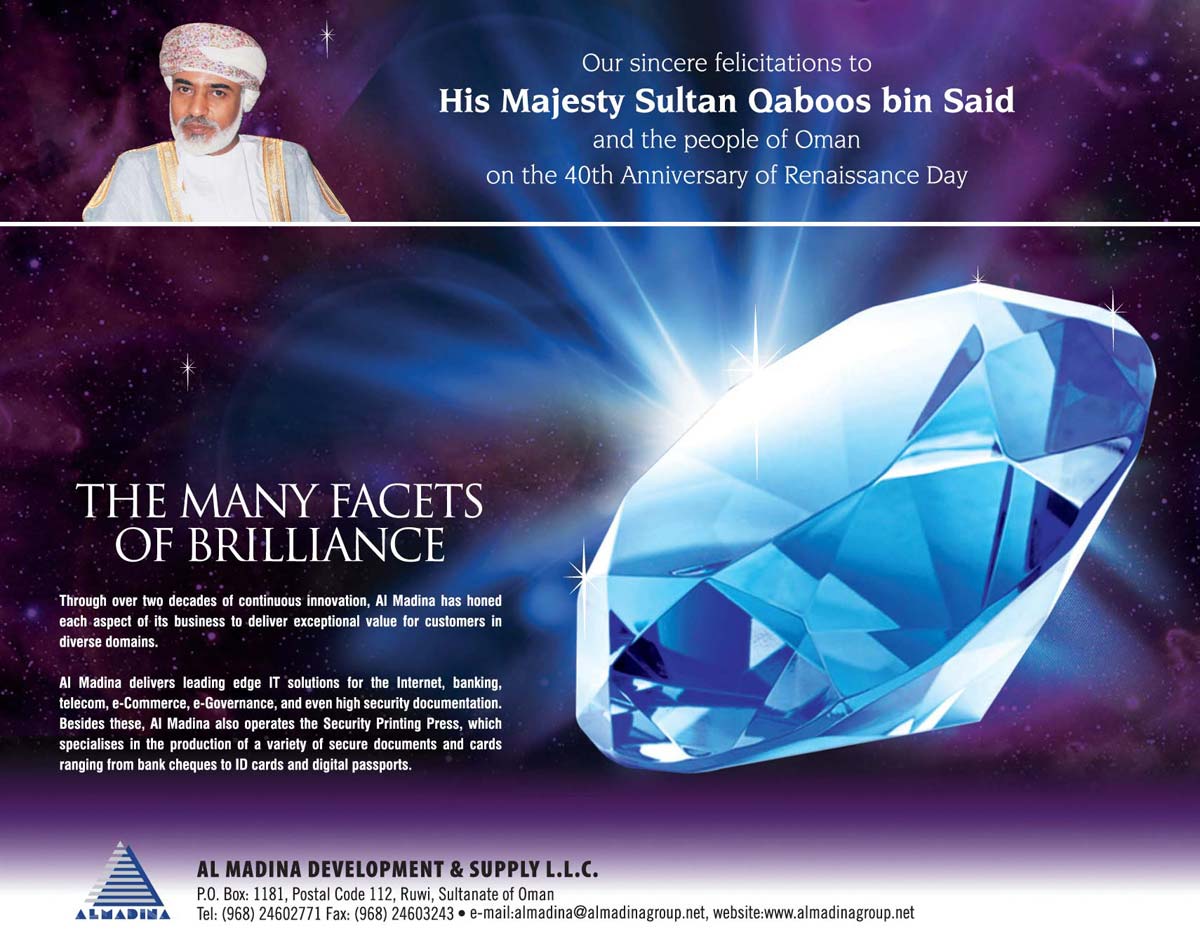 Our sincere felicitations to
His Majesty Sultan Qaboos bin Said
and the people of Oman
on the 40th Anniversary of Renaissance Day
THE MANY FACETS
OF BRILLIANCE
Through over two decades of continuous innovation, Al Madina has honed
each aspect of its business to deliver exceptional value for customers in
diverse domains.
Al Madina delivers leading edge IT solutions for the Internet, banking,
telecom, e-Commerce, e-Governance, and even high security documentation.
Besides these, Al Madina also operates the Security Printing Press, which
specialises in the production of a variety of secure documents and cards
ranging from bank cheques to ID cards and digital passports.
ALMADINA
AL MADINA DEVELOPMENT & SUPPLY L.L.C.
P.O. Box: 1181, Postal Code 112, Ruwi, Sultanate of Oman
Tel: (968) 24602771 Fax: (968) 24603243 • e-mail:almadina@almadinagroup.net, website:www.almadinagroup.net